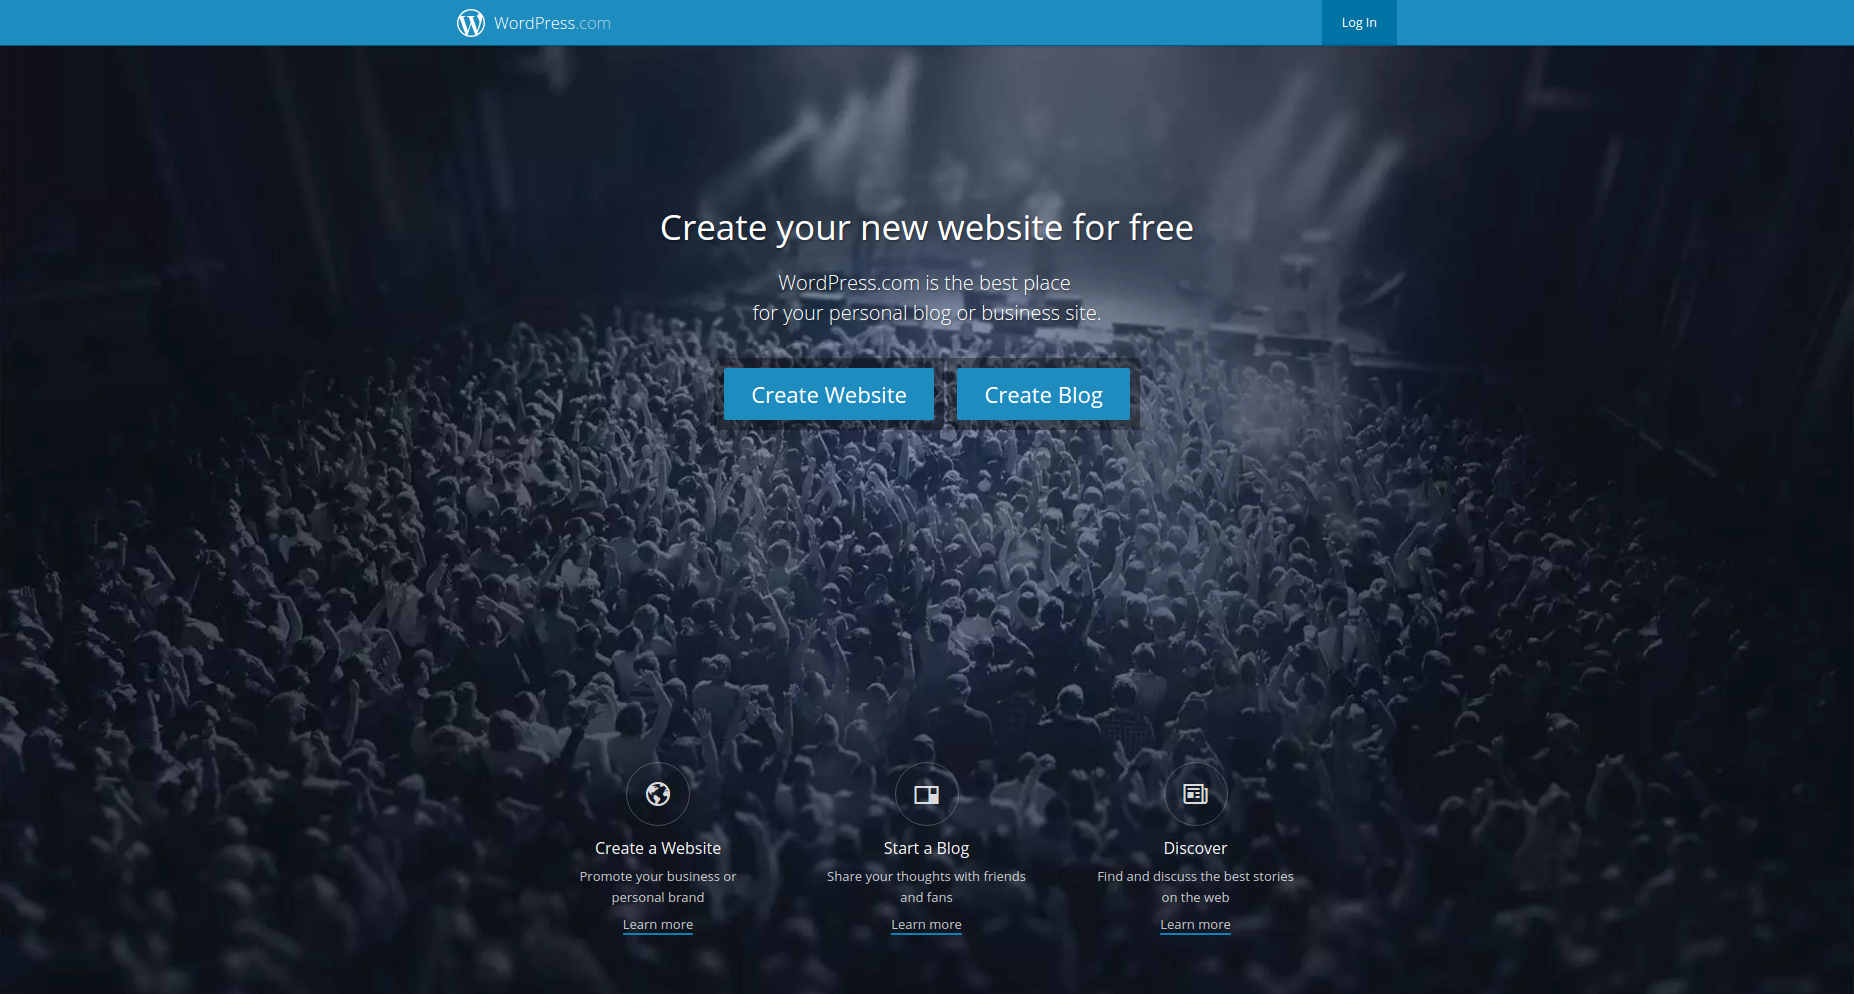 WordPress.com
Log In
Create your new website for free
WordPress.com is the best place
for your personal blog or business site.
Create Website
Create Blog
Create a Website
Promote your business or
personal brand
Learn more
Start a Blog
Share your thoughts with friends
and fans
Learn more
Discover
Find and discuss the best stories
on the web
Learn more